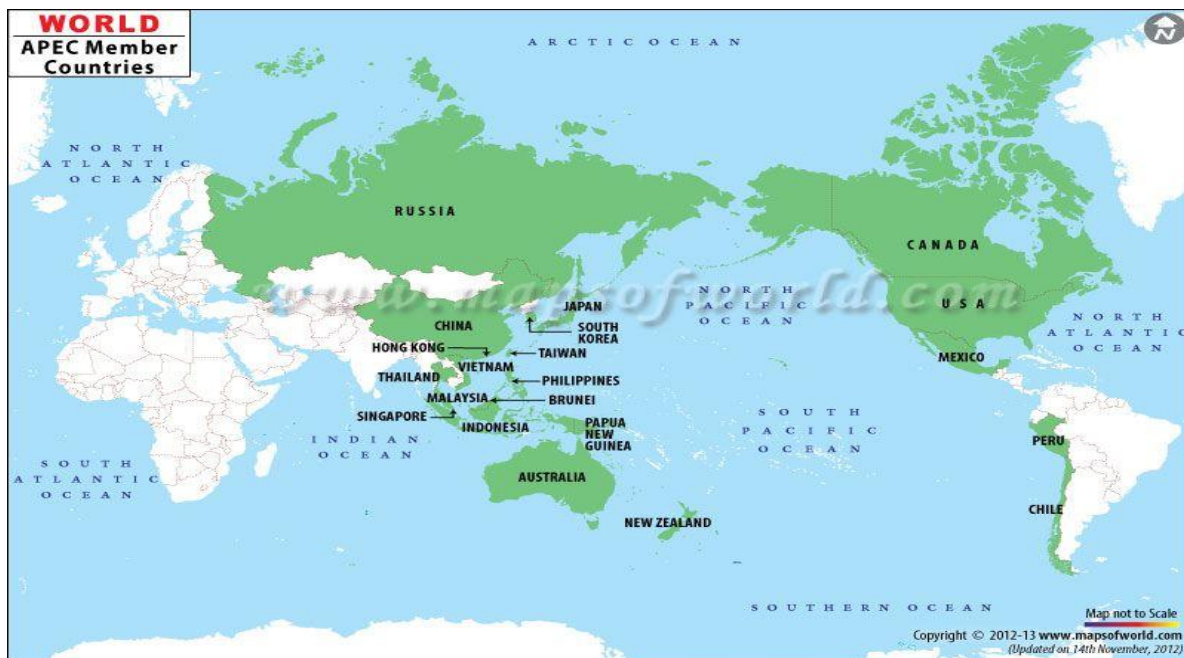 WORLD
APEC Member
Countries
N
ARCTIC OCEAN
NORTH
ATLANTIC
OCEAN
RUSSIA
CANADA
www.mapsofworld.com
NORTH
PACIFIC
OCEAN
USA
NORTH
ATLANTIC
OCEAN
JAPAN
CHINA
SOUTH
KOREA
HONG KONG
TAIWAN
MEXICO
VIETNAM
THAILAND
PHILIPPINES
MALAYSIA
BRUNEI
SINGAPORE
INDONESIA
PAPUA
NEW
GUINEA
SOUTH
PACIFIC
OCEAN
PERU
INDIAN
OCEAN
SOUTH
ATLANTIC
OCEAN
AUSTRALIA
CHILE
NEW ZEALAND
SOUTHERN OCEAN
Map not to Scale
Copyright © 2012-13 www.mapsofworld.com
(Updated on 14th November, 2012)